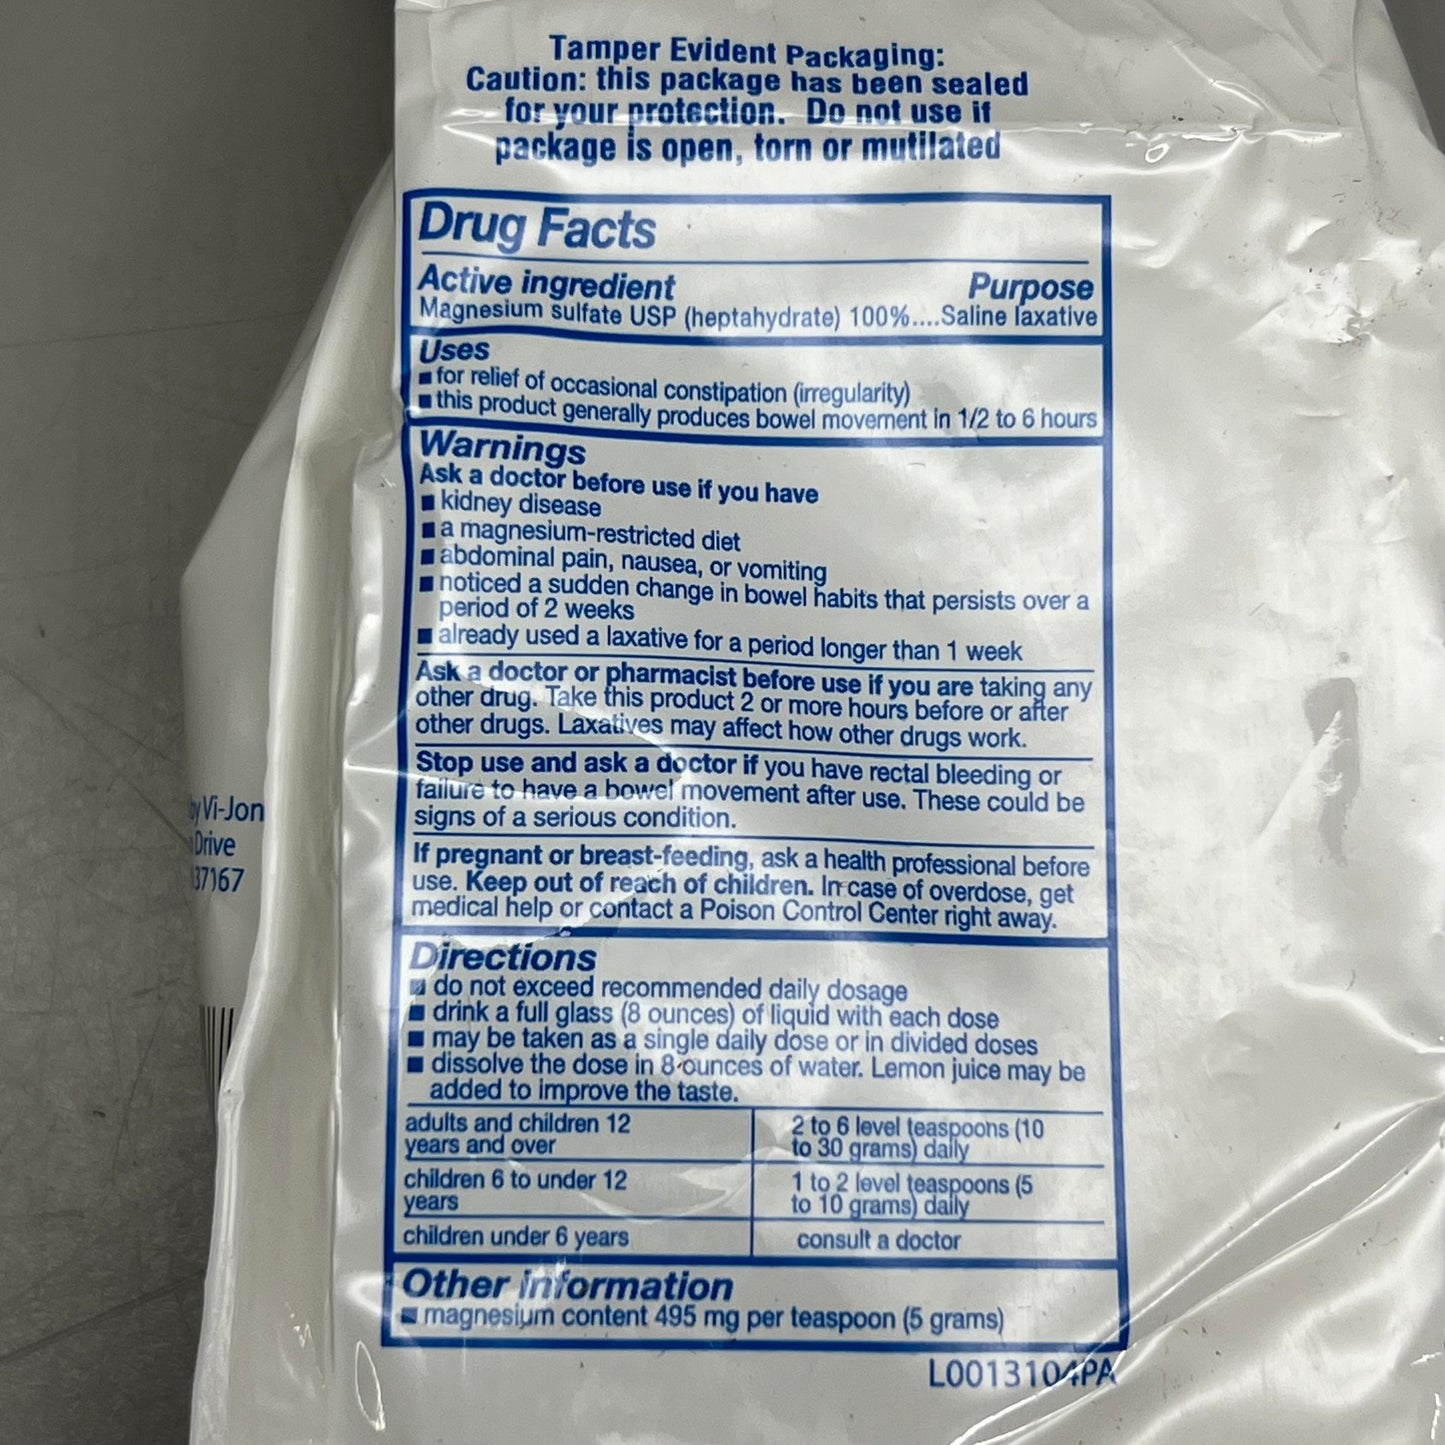 Tamper Evident Packaging:
Caution: this package has been sealed
for your protection. Do not use if
package is open, torn or mutilated
Drug Facts
Active ingredient Purpose
Magnesium sulfate USP (heptahydrate) 100%....Saline laxative
Uses
■ for relief of occasional constipation (irregularity)
■ this product generally produces bowel movement in 1/2 to 6 hours
Warnings
Ask a doctor before use if you have
■ kidney disease
■ a magnesium-restricted diet
■ abdominal pain, nausea, or vomiting
■ noticed a sudden change in bowel habits that persists over a
period of 2 weeks
■ already used a laxative for a period longer than 1 week
Ask a doctor or pharmacist before use if you are taking any
other drug. Take this product 2 or more hours before or after
other drugs. Laxatives may affect how other drugs work.
Stop use and ask a doctor if you have rectal bleeding or
failure to have a bowel movement after use. These could be
signs of a serious condition.
If pregnant or breast-feeding, ask a health professional before
use. Keep out of reach of children. In case of overdose, get
medical help or contact a Poison Control Center right away.
Directions
■ do not exceed recommended daily dosage
■ drink a full glass (8 ounces) of liquid with each dose
■ may be taken as a single daily dose or in divided doses
■ dissolve the dose in 8 ounces of water. Lemon juice may be
added to improve the taste.
adults and children 12 2 to 6 level teaspoons (10
years and over to 30 grams) daily
children 6 to under 12 1 to 2 level teaspoons (5
years to 10 grams) daily
children under 6 years consult a doctor
Other information
■ magnesium content 495 mg per teaspoon (5 grams)
L0013104PA
by Vi-Jon
Drive
37167